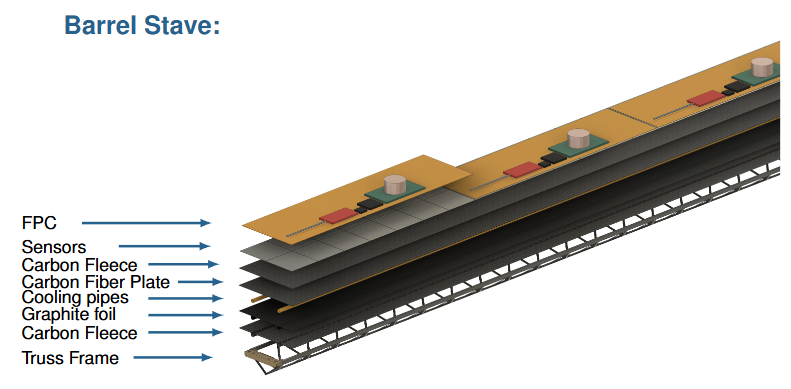 Barrel Stave:
FPC
Sensors
Carbon Fleece
Carbon Fiber Plate
Cooling pipes
Graphite foil
Carbon Fleece
Truss Frame